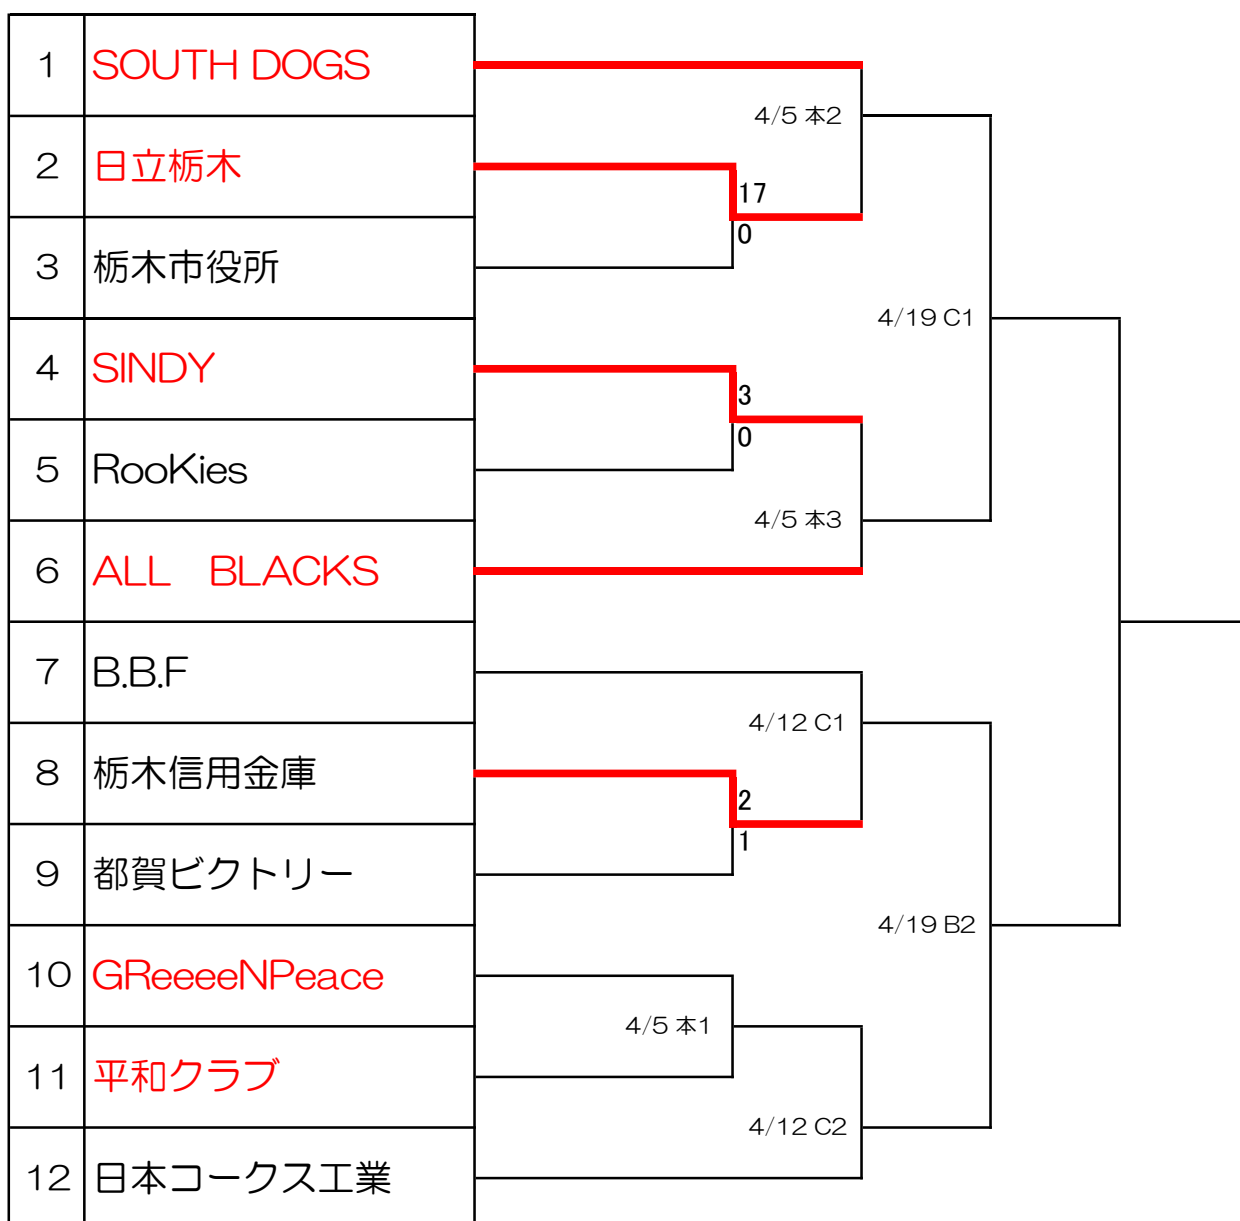 1 SOUTH DOGS
4/5 本2
2 日立栃木
17
0
3 栃木市役所
4/19 C1
4 SINDY
3
0
5 RooKies
4/5 本3
6 ALL BLACKS
7 B.B.F
4/12 C1
8 栃木信用金庫
2
1
9 都賀ビクトリー
4/19 B2
10 GReeeeNPeace
4/5 本1
11 平和クラブ
4/12 C2
12 日本コークス工業